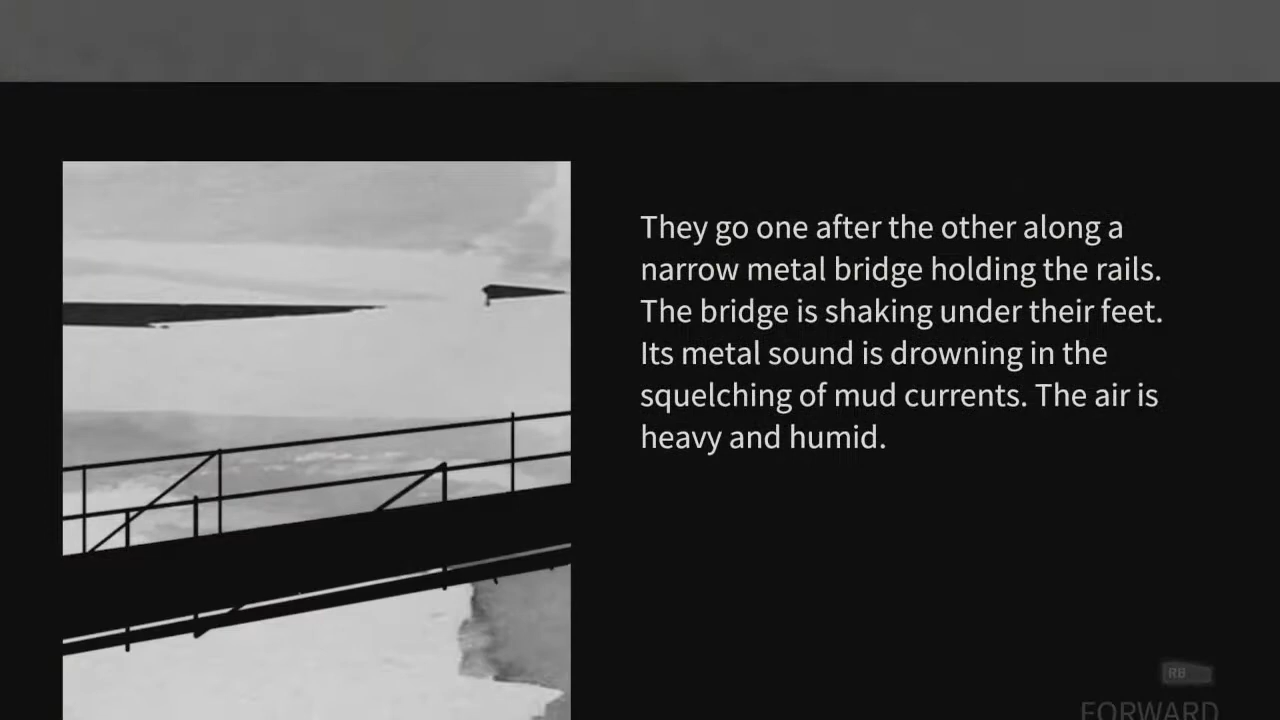 They go one after the other along a
narrow metal bridge holding the rails.
The bridge is shaking under their feet.
Its metal sound is drowning in the
squelching of mud currents. The air is
heavy and humid.
RB
FORWARD